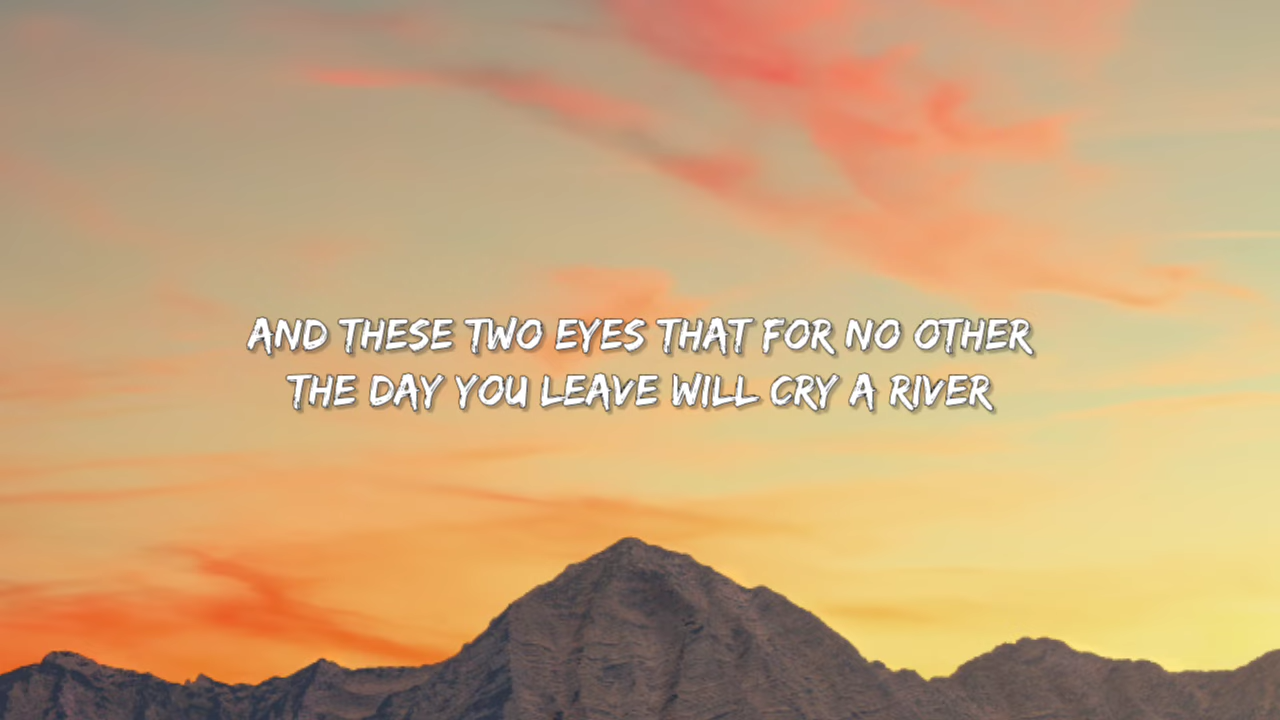 AND THESE TWO EYES THAT FOR NO OTHER
THE DAY YOU LEAVE WILL CRY A RIVER